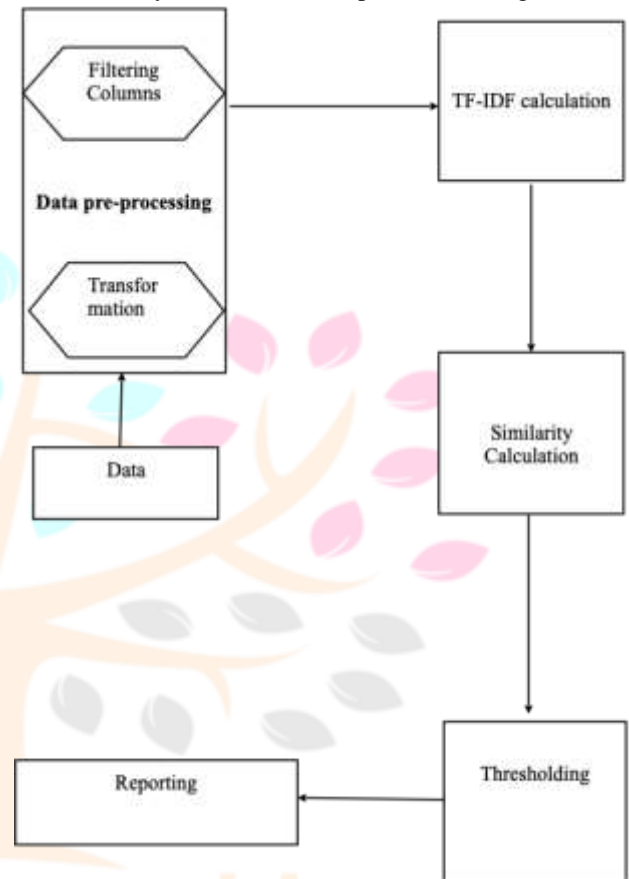 Filtering
Columns
Data pre-processing
Transfor
mation
Data
TF-IDF calculation
Similarity
Calculation
Thresholding
Reporting